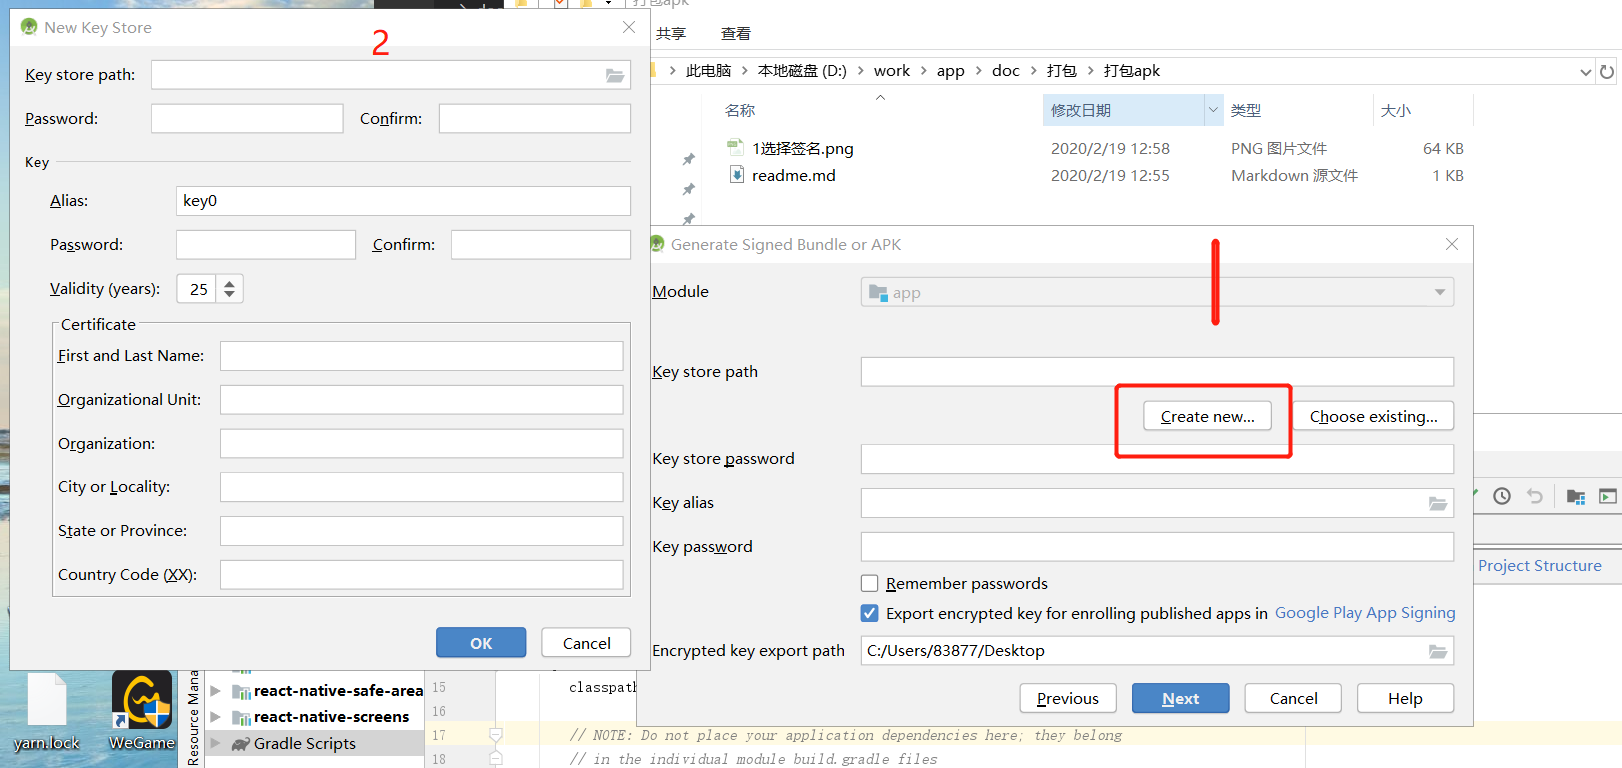 New Key Store
2
Key store path:
Password:
Confirm:
Key
Alias:
key0
Password:
Confirm:
Validity (years):
25
Certificate
First and Last Name:
Organizational Unit:
Organization:
City or Locality:
State or Province:
Country Code (XX):
OK
Cancel
打包apk
共享
查看
此电脑
本地磁盘 (D:)
work
app
doc
打包
打包apk
名称
修改日期
类型
大小
1选择签名.png
2020/2/19 12:58
PNG 图片文件
64 KB
readme.md
2020/2/19 12:55
Markdown 源文件
1 KB
Generate Signed Bundle or APK
Module
app
Key store path
Create new...
Choose existing...
Key store password
Key alias
Key password
Remember passwords
Export encrypted key for enrolling published apps in Google Play App Signing
Encrypted key export path
C:/Users/83877/Desktop
Previous
Next
Cancel
Help
Project Structure
yarn.lock
WeGame
react-native-safe-area
react-native-screens
Gradle Scripts
15
classpath
16
17
// NOTE: Do not place your application dependencies here; they belong
18
// in the individual module build.gradle files